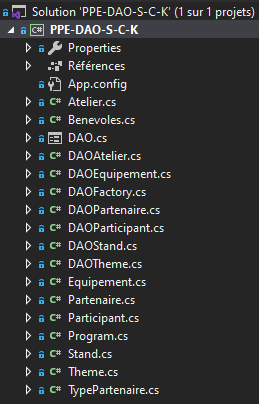 Solution 'PPE-DAO-S-C-K' (1 sur 1 projets)
C# PPE-DAO-S-C-K
Properties
Références
App.config
C# Atelier.cs
C# Benevoles.cs
DAO.cs
C# DAOAtelier.cs
C# DAOEquipement.cs
C# DAOFactory.cs
C# DAOPartenaire.cs
C# DAOParticipant.cs
C# DAOStand.cs
C# DAOTheme.cs
C# Equipement.cs
C# Partenaire.cs
C# Participant.cs
C# Program.cs
C# Stand.cs
C# Theme.cs
C# TypePartenaire.cs